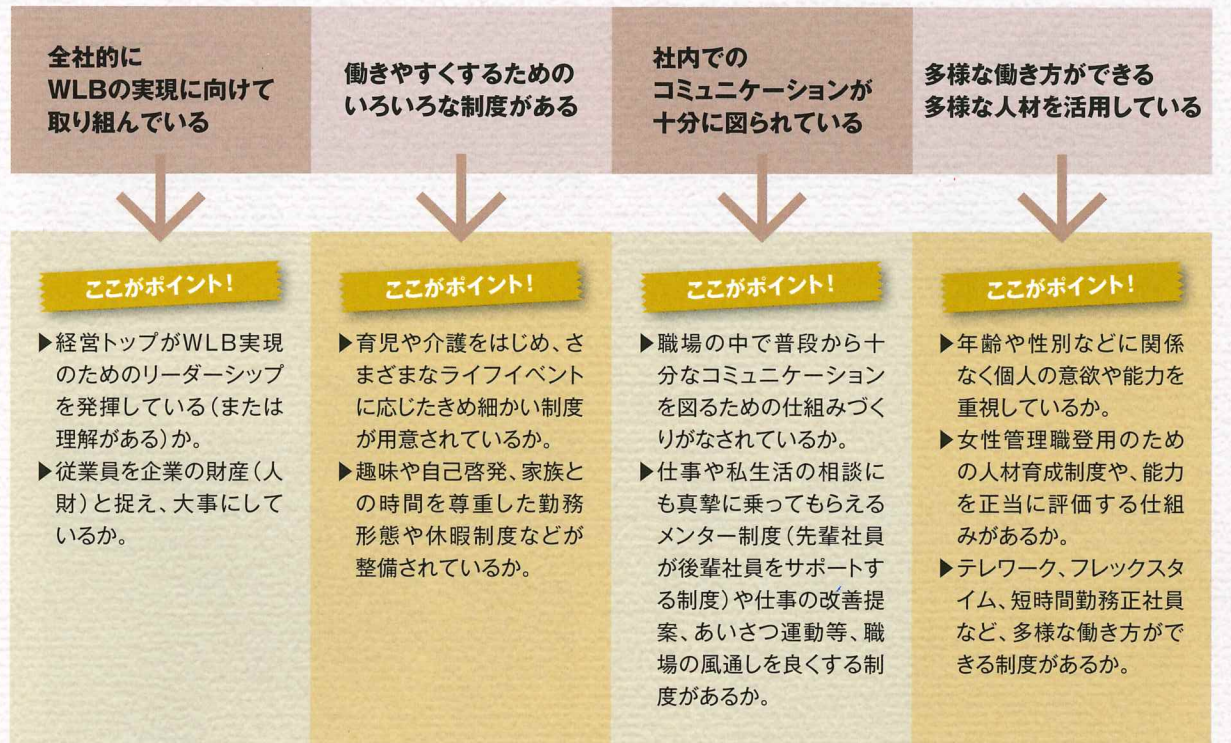 全社的に
WLBの実現に向けて
取り組んでいる
ここがポイント!
▶経営トップがWLB実現
のためのリーダーシップ
を発揮している(または
理解がある)か。
▶従業員を企業の財産(人
財)と捉え、大事にして
いるか。
働きやすくするための
いろいろな制度がある
ここがポイント!
▶育児や介護をはじめ、さ
まざまなライフイベント
に応じたきめ細かい制度
が用意されているか。
▶趣味や自己啓発、家族と
の時間を尊重した勤務
形態や休暇制度などが
整備されているか。
社内での
コミュニケーションが
十分に図られている
ここがポイント!
▶職場の中で普段から十
分なコミュニケーション
を図るための仕組みづく
りがなされているか。
▶仕事や私生活の相談に
も真摯に乗ってもらえる
メンター制度(先輩社員
が後輩社員をサポートす
る制度)や仕事の改善提
案、あいさつ運動等、職
場の風通しを良くする制
度があるか。
多様な働き方ができる
多様な人材を活用している
ここがポイント!
▶年齢や性別などに関係
なく個人の意欲や能力を
重視しているか。
▶女性管理職登用のため
の人材育成制度や、能力
を正当に評価する仕組
みがあるか。
▶テレワーク、フレックスタ
イム、短時間勤務正社員
など、多様な働き方がで
きる制度があるか。